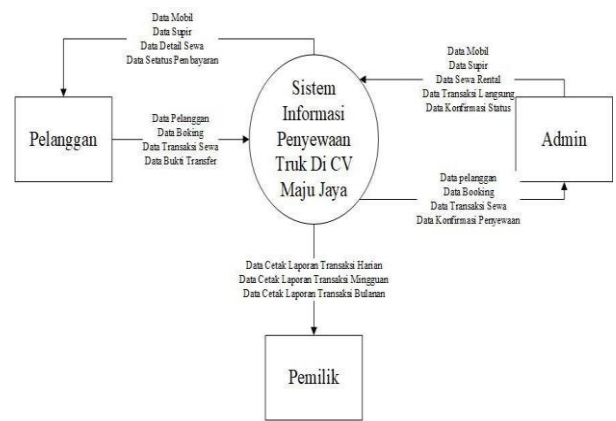 Data Mobil
Data Supir
Data Detail Sewa
Data Setatus Penbayaran
Pelanggan
Data Pelanggan
Data Boking
Data Transaksi Sewa
Data Bukti Transfer
Sistem
Informasi
Penyewaan
Truk Di CV
Maju Jaya
Data Mobil
Data Supir
Data Sewa Rental
Data Transaksi Langsung
Data Konfirmasi Status
Admin
Data pelanggan
Data Booking
Data Transaksi Sewa
Data Konfirmasi Penyewaan
Data Cetak Laporan Transaksi Harian
Data Cetak Laporan Transaksi Mingguan
Data Cetak Laporan Transaksi Bulanan
Pemilik